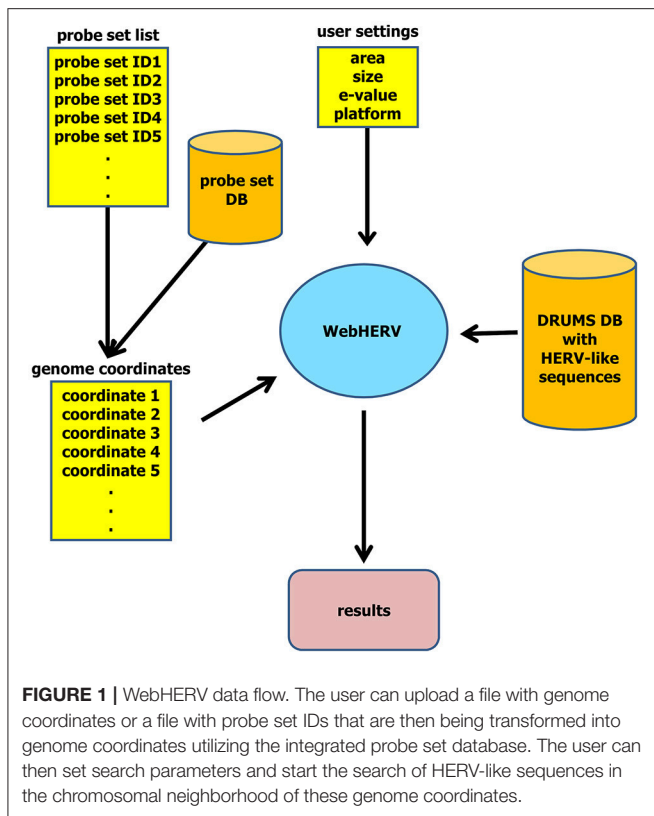 probe set list
probe set ID1
probe set ID2
probe set ID3
probe set ID4
probe set ID5
.
.
.
user settings
area
size
e-value
platform
probe set
DB
WebHERV
DRUMS DB
with
HERV-like
sequences
genome coordinates
coordinate 1
coordinate 2
coordinate 3
coordinate 4
coordinate 5
.
.
.
results
FIGURE 1 | WebHERV data flow. The user can upload a file with genome
coordinates or a file with probe set IDs that are then being transformed into
genome coordinates utilizing the integrated probe set database. The user can
then set search parameters and start the search of HERV-like sequences in
the chromosomal neighborhood of these genome coordinates.